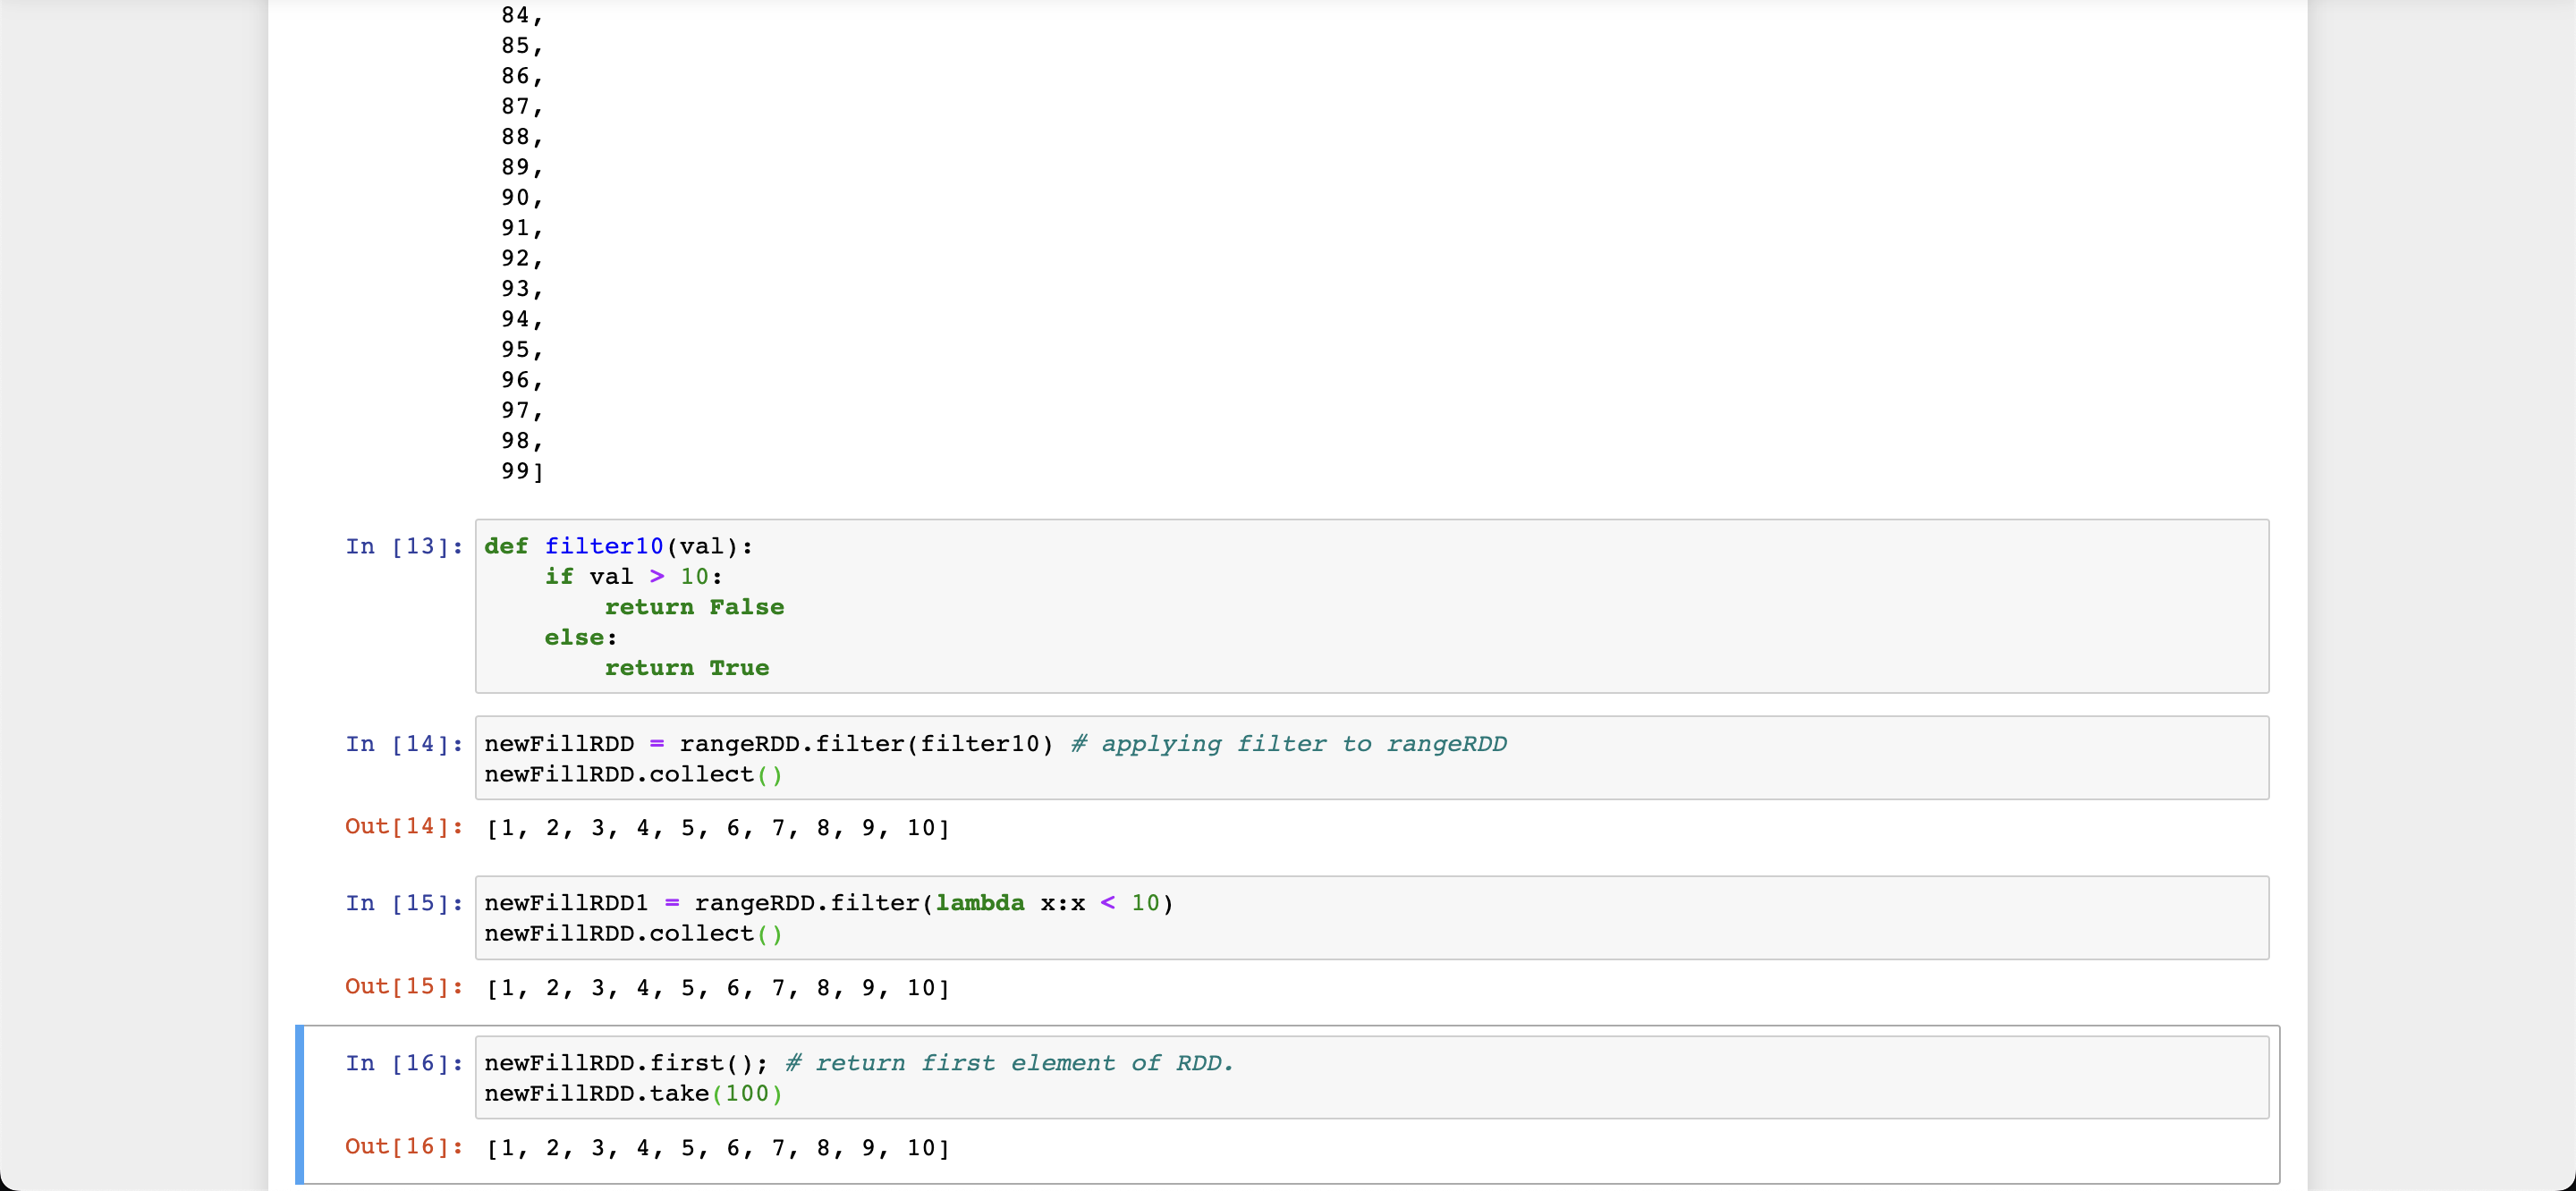 84,
85,
86,
87,
88,
89,
90,
91,
92,
93,
94,
95,
96,
97,
98,
99]
In [13]: def filter10(val):
    if val > 10:
        return False
    else:
        return True
In [14]: newFillRDD = rangeRDD.filter(filter10) # applying filter to rangeRDD
newFillRDD.collect()
Out[14]: [1, 2, 3, 4, 5, 6, 7, 8, 9, 10]
In [15]: newFillRDD1 = rangeRDD.filter(lambda x:x < 10)
newFillRDD.collect()
Out[15]: [1, 2, 3, 4, 5, 6, 7, 8, 9, 10]
In [16]: newFillRDD.first(); # return first element of RDD.
newFillRDD.take(100)
Out[16]: [1, 2, 3, 4, 5, 6, 7, 8, 9, 10]